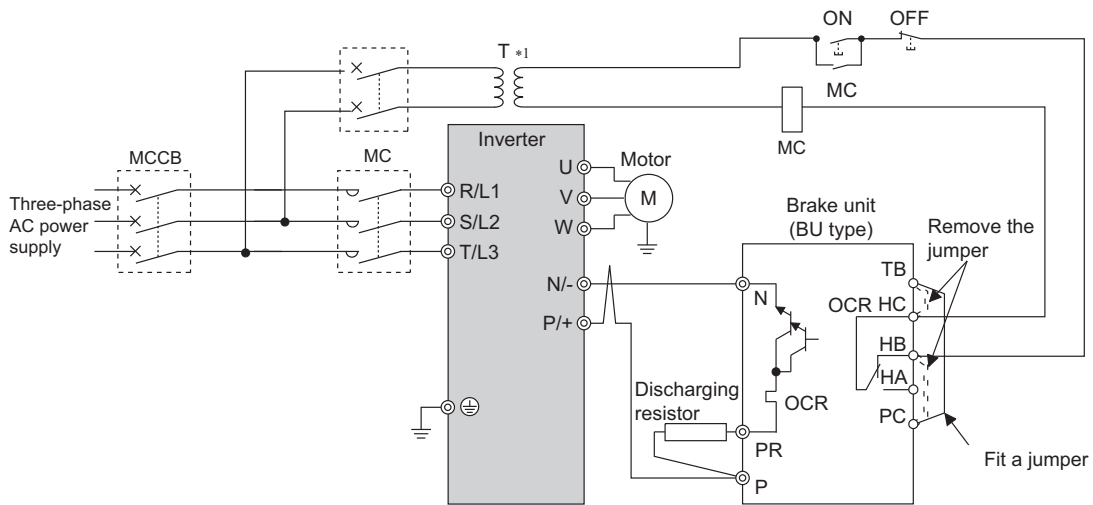 ON
OFF
T *1
MC
MC
Inverter
MCCB
MC
U
Motor
Three-phase
AC power
supply
R/L1
V
M
S/L2
W
T/L3
Brake unit
(BU type)
Remove the
jumper
TB
N/-
N
OCR
HC
P/+
HB
HA
Discharging
resistor
OCR
PC
PR
Fit a jumper
P